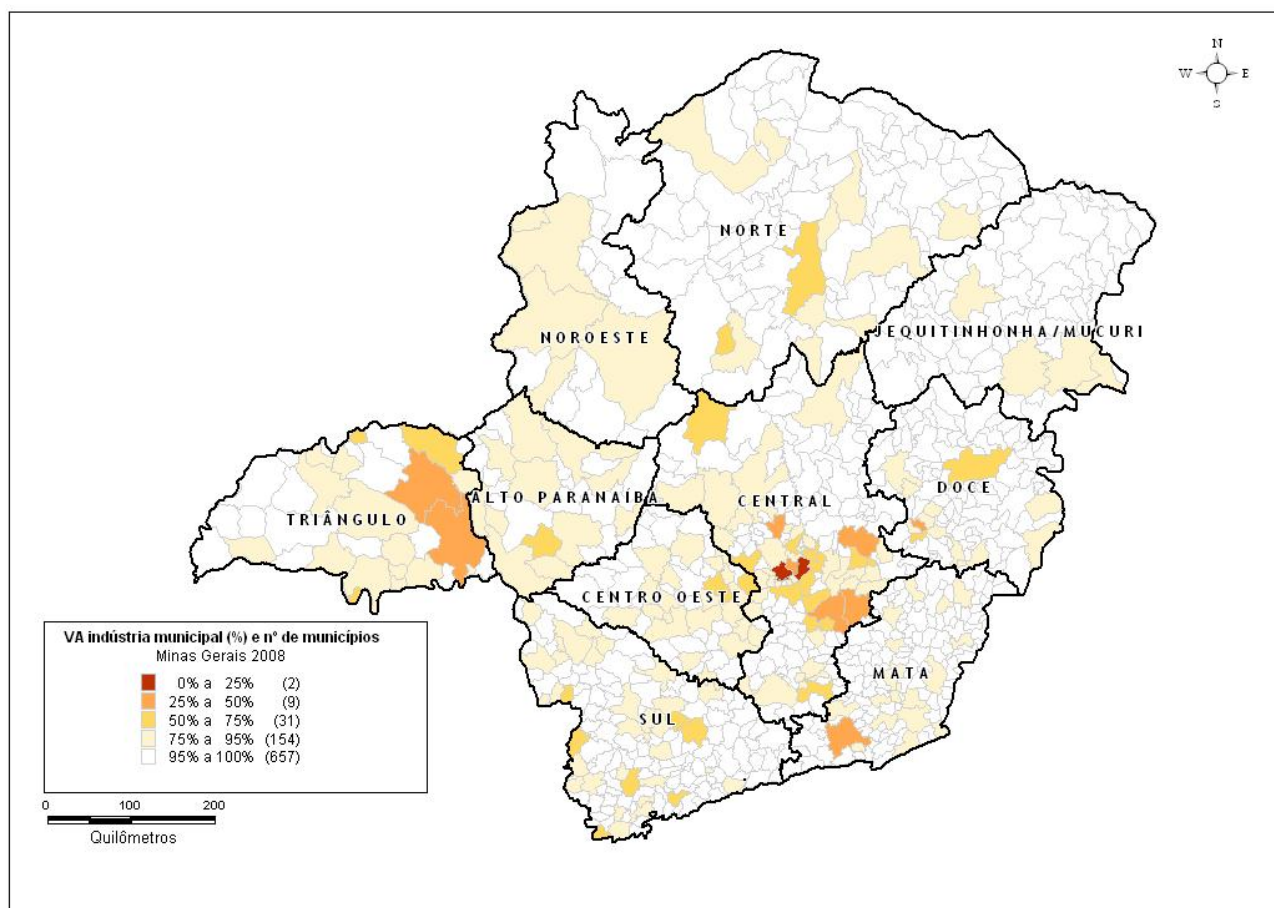 N
W E
S
NORTE
JEQUITINHONHA/MUCURI
NOROESTE
ALTO PARANAÍBA
CENTRAL
DOCE
TRIÂNGULO
CENTRO OESTE
MATA
SUL
VA indústria municipal (%) e nº de municípios
Minas Gerais 2008
0% a 25% (2)
25% a 50% (9)
50% a 75% (31)
75% a 95% (154)
95% a 100% (657)
0 100 200
Quilômetros